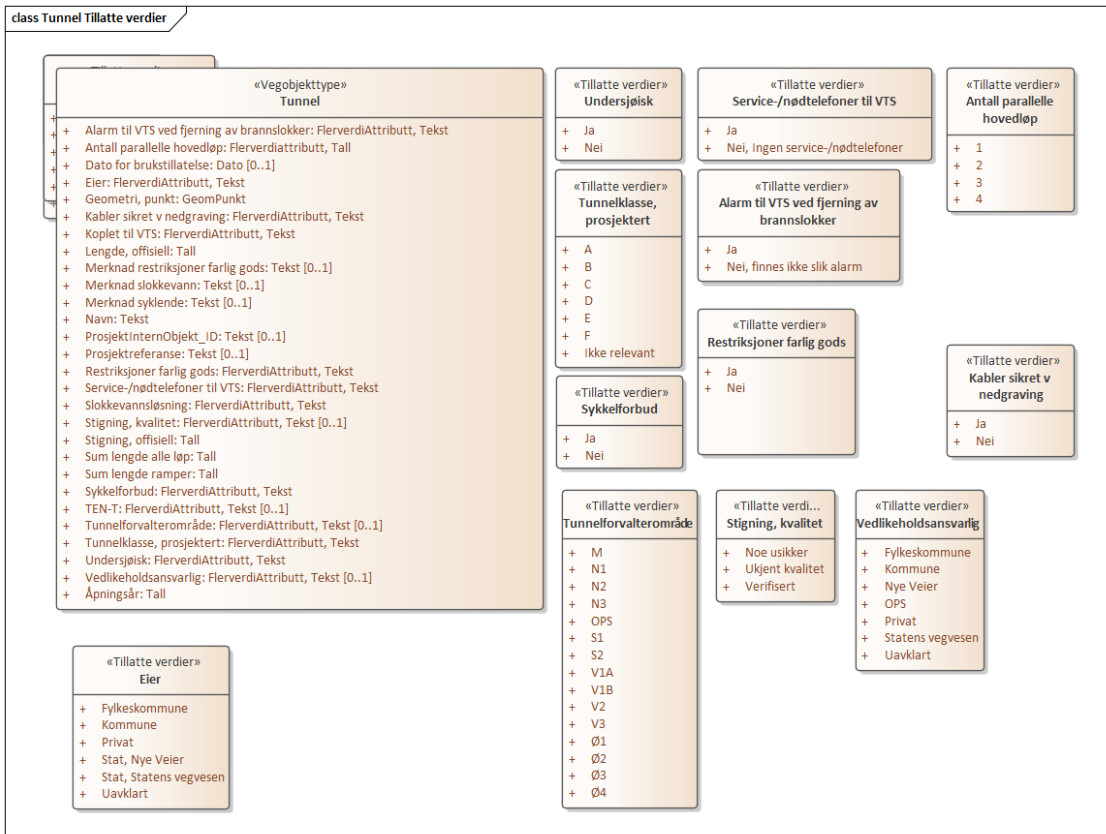 class Tunnel Tillatte verdier
«Vegobjekttype»
Tunnel
+ Alarm til VTS ved fjerning av brannslokker: FlerverdiAttributt, Tekst
+ Antall parallelle hovedløp: Flerverdiattributt, Tall
+ Dato for brukstillatelse: Dato [0..1]
+ Eier: FlerverdiAttributt, Tekst
+ Geometri, punkt: GeomPunkt
+ Kabler sikret v nedgraving: FlerverdiAttributt, Tekst
+ Koplet til VTS: FlerverdiAttributt, Tekst
+ Lengde, offisiell: Tall
+ Merknad restriksjoner farlig gods: Tekst [0..1]
+ Merknad slokkevann: Tekst [0..1]
+ Merknad syklende: Tekst [0..1]
+ Navn: Tekst
+ ProsjektInternObjekt_ID: Tekst [0..1]
+ Prosjektreferanse: Tekst [0..1]
+ Restriksjoner farlig gods: FlerverdiAttributt, Tekst
+ Service-/nødtelefoner til VTS: FlerverdiAttributt, Tekst
+ Slokkevannsløsning: FlerverdiAttributt, Tekst
+ Stigning, kvalitet: FlerverdiAttributt, Tekst [0..1]
+ Stigning, offisiell: Tall
+ Sum lengde alle løp: Tall
+ Sum lengde ramper: Tall
+ Sykkelforbud: FlerverdiAttributt, Tekst
+ TEN-T: FlerverdiAttributt, Tekst [0..1]
+ Tunnelforvalterområde: FlerverdiAttributt, Tekst [0..1]
+ Tunnelklasse, prosjektert: FlerverdiAttributt, Tekst
+ Undersjøisk: FlerverdiAttributt, Tekst
+ Vedlikeholdsansvarlig: FlerverdiAttributt, Tekst [0..1]
+ Åpningsår: Tall
«Tillatte verdier»
Undersjøisk
+ Ja
+ Nei
«Tillatte verdier»
Service-/nødtelefoner til VTS
+ Ja
+ Nei, Ingen service-/nødtelefoner
«Tillatte verdier»
Antall parallelle
hovedløp
+ 1
+ 2
+ 3
+ 4
«Tillatte verdier»
Tunnelklasse,
prosjektert
+ A
+ B
+ C
+ D
+ E
+ F
+ Ikke relevant
«Tillatte verdier»
Alarm til VTS ved fjerning av
brannslokker
+ Ja
+ Nei, finnes ikke slik alarm
«Tillatte verdier»
Restriksjoner farlig gods
+ Ja
+ Nei
«Tillatte verdier»
Kabler sikret v
nedgraving
+ Ja
+ Nei
«Tillatte verdier»
Sykkelforbud
+ Ja
+ Nei
«Tillatte verdier»
Tunnelforvalterområde
+ M
+ N1
+ N2
+ N3
+ OPS
+ S1
+ S2
+ V1A
+ V1B
+ V2
+ V3
+ Ø1
+ Ø2
+ Ø3
+ Ø4
«Tillatte verdi...
Stigning, kvalitet
+ Noe usikker
+ Ukjent kvalitet
+ Verifisert
«Tillatte verdier»
Vedlikeholdsansvarlig
+ Fylkeskommune
+ Kommune
+ Nye Veier
+ OPS
+ Privat
+ Statens vegvesen
+ Uavklart
«Tillatte verdier»
Eier
+ Fylkeskommune
+ Kommune
+ Privat
+ Stat, Nye Veier
+ Stat, Statens vegvesen
+ Uavklart